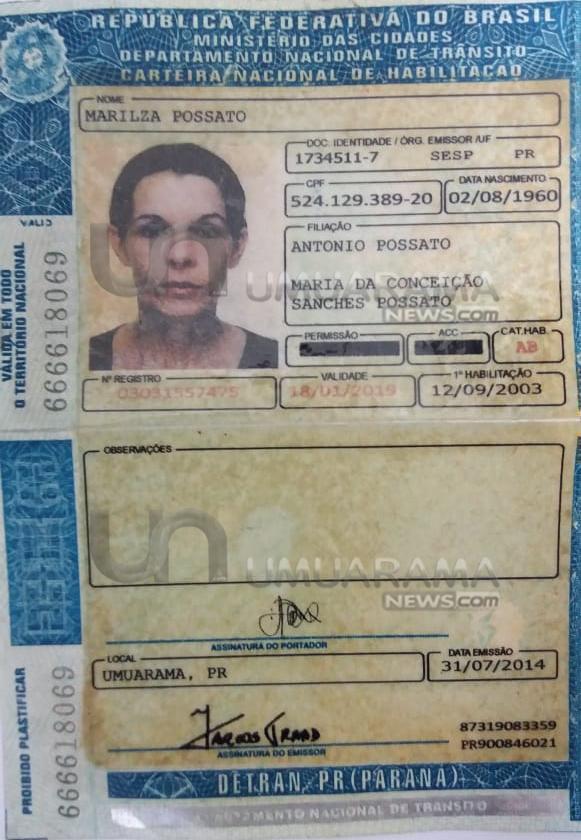 REPÚBLICA FEDERATIVA DO BRASIL
MINISTÉRIO DAS CIDADES
DEPARTAMENTO NACIONAL DE TRÂNSITO
CARTEIRA NACIONAL DE HABILITAÇÃO
NOME
MARILZA POSSATO
DOC. IDENTIDADE / ÓRG. EMISSOR /UF
1734511-7 SESP PR
CPF
524.129.389-20
DATA NASCIMENTO
02/08/1960
FILIAÇÃO
ANTONIO POSSATO
MARIA DA CONCEIÇÃO
SANCHES POSSATO
PERMISSÃO
ACC
CAT.HAB.
AB
Nº REGISTRO
03031557475
VALIDADE
18/01/2019
1ª HABILITAÇÃO
12/09/2003
VÁLIDA EM TODO
O TERRITÓRIO NACIONAL
666618069
un UMUARAMA
NEWS.com
OBSERVAÇÕES
un UMUARAMA
NEWS.com
ASSINATURA DO PORTADOR
LOCAL
UMUARAMA, PR
DATA EMISSÃO
31/07/2014
ASSINATURA DO EMISSOR
87319083359
PR900846021
PROIBIDO PLASTIFICAR
666618069
DETRAN, PR (PARANÁ)
DEPARTAMENTO NACIONAL DE TRÂNSITO